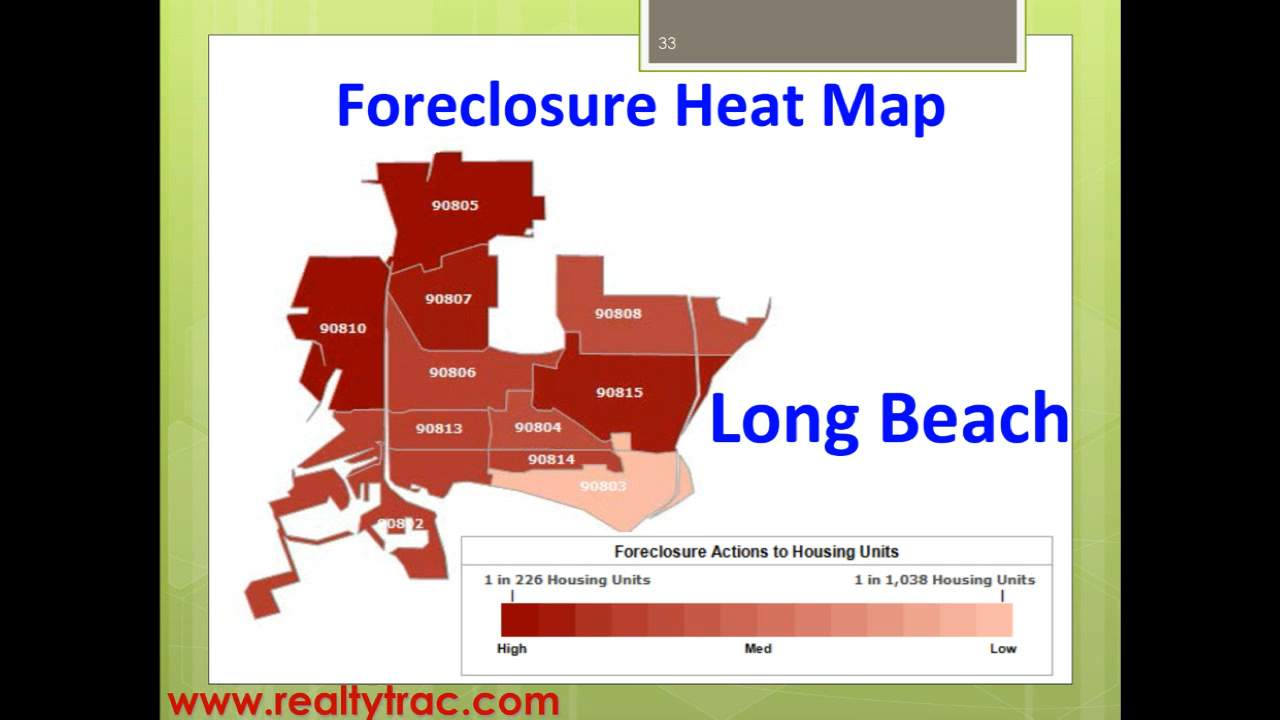 33
Foreclosure Heat Map
90805
90807
90810
90808
90806
90815
90813
90804
90814
90803
90802
Long Beach
Foreclosure Actions to Housing Units
1 in 226 Housing Units 1 in 1,038 Housing Units
High Med Low
www.realtytrac.com